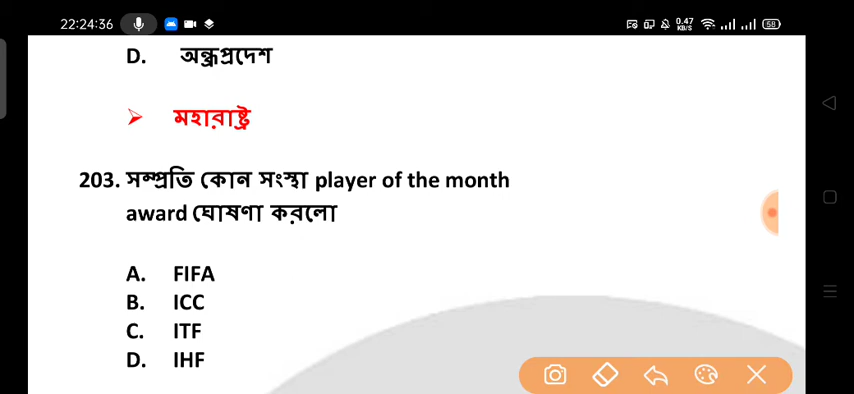 22:24:36 0.47 KB/S 58
D. অন্ধ্রপ্রদেশ
➢ মহারাষ্ট্র
203. সম্প্রতি কোন সংস্থা player of the month
award ঘোষণা করলো
A. FIFA
B. ICC
C. ITF
D. IHF